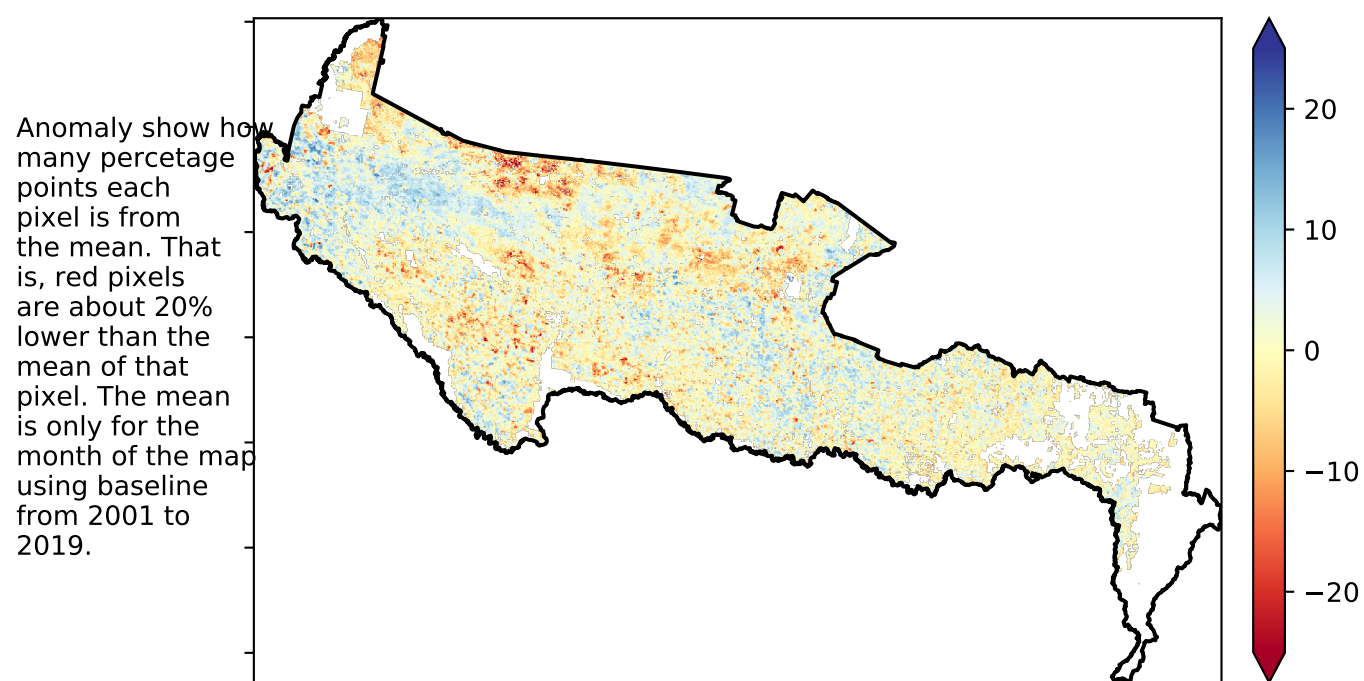 Anomaly show how
many percetage
points each
pixel is from
the mean. That
is, red pixels
are about 20%
lower than the
mean of that
pixel. The mean
is only for the
month of the map
using baseline
from 2001 to
2019.
20
10
0
−10
−20